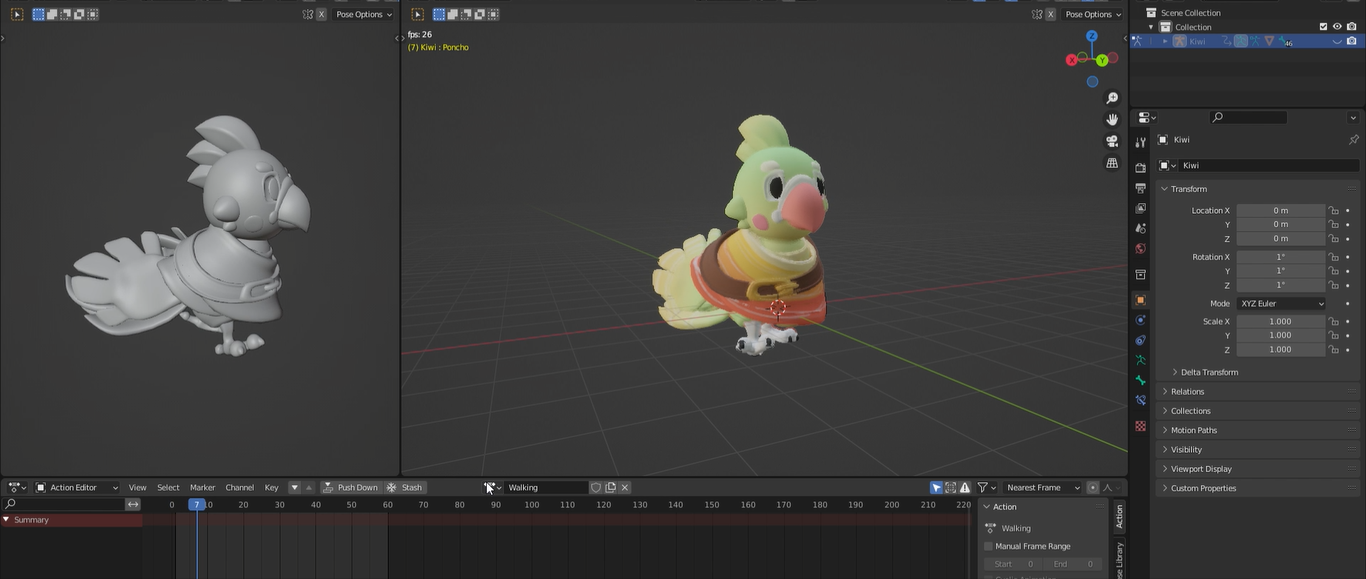 X
Pose Options
X
Pose Options
fps: 26
(7) Kiwi : Poncho
Z
X
Y
Scene Collection
Collection
Kiwi
46
Kiwi
Kiwi
Transform
Location X
0 m
Y
0 m
Z
0 m
Rotation X
1°
Y
1°
Z
1°
Mode
XYZ Euler
Scale X
1.000
Y
1.000
Z
1.000
Delta Transform
Relations
Collections
Motion Paths
Visibility
Viewport Display
Custom Properties
Action Editor
View
Select
Marker
Channel
Key
Push Down
Stash
Walking
Nearest Frame
0
7
10
20
30
40
50
60
70
80
90
100
110
120
130
140
150
160
170
180
190
200
210
220
Summary
Action
Walking
Manual Frame Range
Start
0
End
0
Action